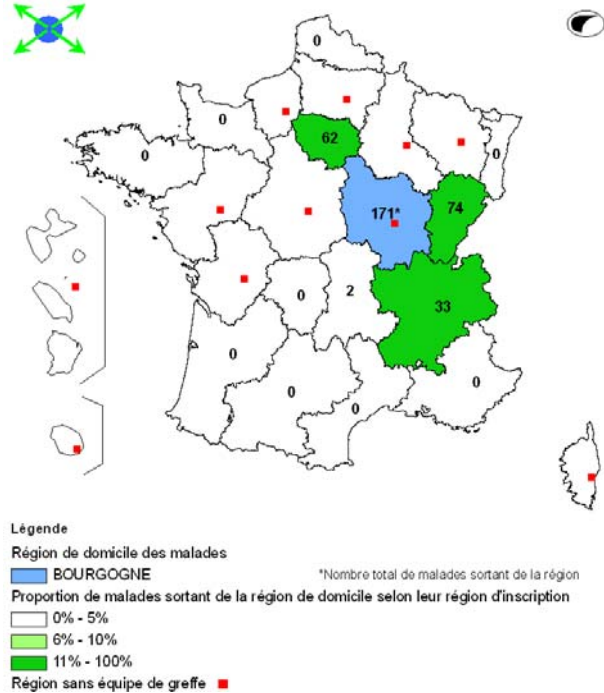 0
0
62
0
0
171*
74
0
2
33
0
0
0
0
Légende
Région de domicile des malades
BOURGOGNE *Nombre total de malades sortant de la région
Proportion de malades sortant de la région de domicile selon leur région d'inscription
0% - 5%
6% - 10%
11% - 100%
Région sans équipe de greffe